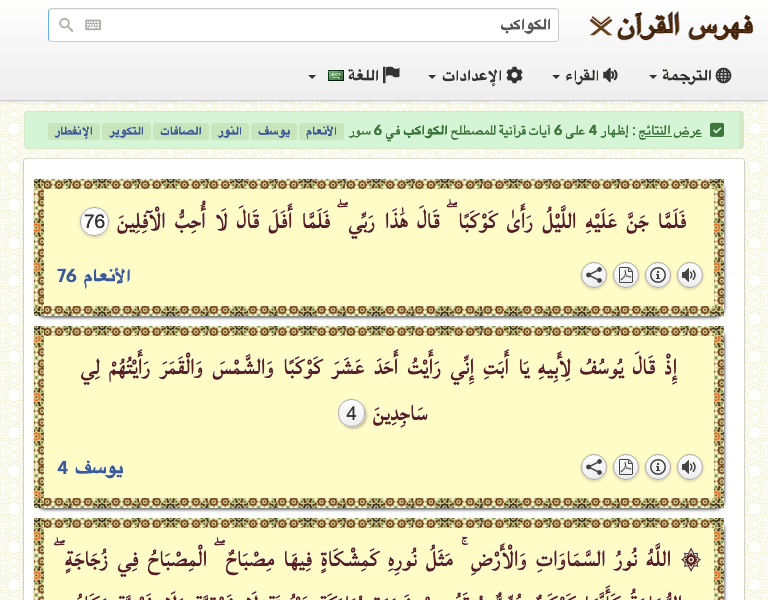 فهرس القرآن
الكواكب
الترجمة
القراء
الإعدادات
اللغة
عرض النتائج : إظهار 4 على 6 آيات قرآنية للمصطلح الكواكب في 6 سور الأنعام يوسف النور الصافات التكوير الإنفطار
فَلَمَّا جَنَّ عَلَيْهِ اللَّيْلُ رَأَىٰ كَوْكَبًا ۖ قَالَ هَٰذَا رَبِّي ۖ فَلَمَّا أَفَلَ قَالَ لَا أُحِبُّ الْآفِلِينَ 76
الأنعام 76
إِذْ قَالَ يُوسُفُ لِأَبِيهِ يَا أَبَتِ إِنِّي رَأَيْتُ أَحَدَ عَشَرَ كَوْكَبًا وَالشَّمْسَ وَالْقَمَرَ رَأَيْتُهُمْ لِي
سَاجِدِينَ 4
يوسف 4
۞ اللَّهُ نُورُ السَّمَاوَاتِ وَالْأَرْضِ ۚ مَثَلُ نُورِهِ كَمِشْكَاةٍ فِيهَا مِصْبَاحٌ ۖ الْمِصْبَاحُ فِي زُجَاجَةٍ ۖ